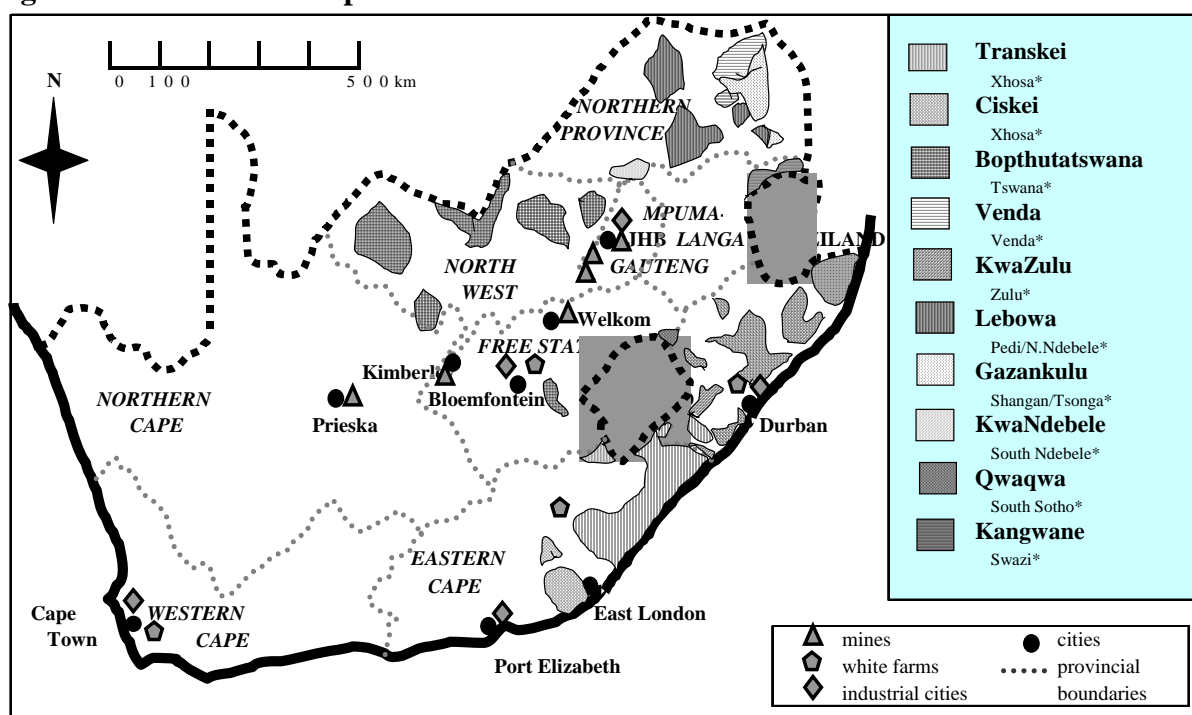 0 100 500km
N
NORTHERN
PROVINCE
MPUMA-
JHB LANGA ZILAND
GAUTENG
NORTH
WEST
Welkom
FREE STAT
Kimberl
Bloemfontein
NORTHERN
CAPE
Prieska
Durban
EASTERN
CAPE
East London
Cape
Town
WESTERN
CAPE
Port Elizabeth
Transkei
Xhosa*
Ciskei
Xhosa*
Bopthutatswana
Tswana*
Venda
Venda*
KwaZulu
Zulu*
Lebowa
Pedi/N.Ndebele*
Gazankulu
Shangan/Tsonga*
KwaNdebele
South Ndebele*
Qwaqwa
South Sotho*
Kangwane
Swazi*
mines
white farms
industrial cities
cities
provincial
boundaries